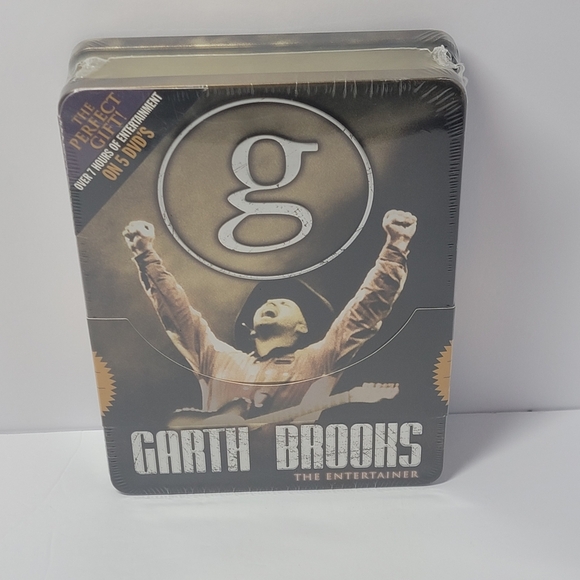 THE
PERFECT
GIFT!
OVER 7 HOURS OF ENTERTAINMENT
ON 5 DVD'S
g
GARTH BROOKS
THE ENTERTAINER